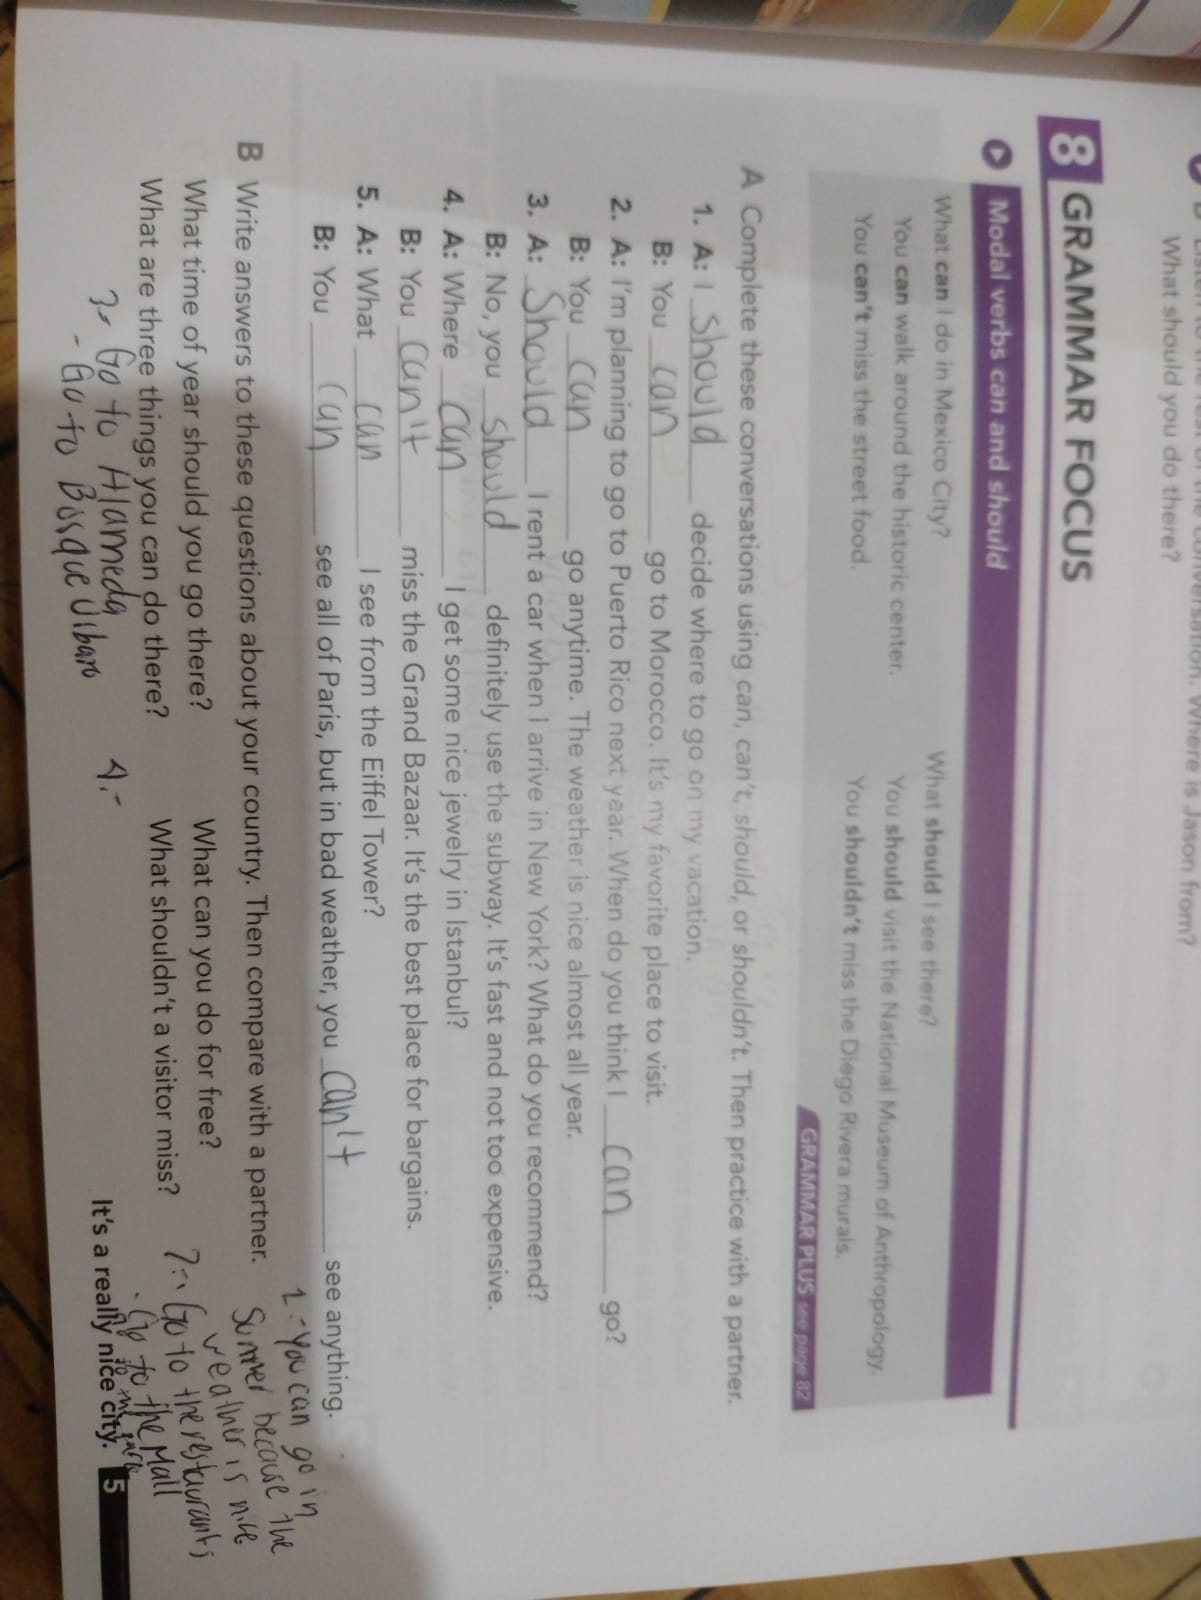 What should you do there?
Where is Jason from?
8 GRAMMAR FOCUS
Modal verbs can and should
What can I do in Mexico City?
You can walk around the historic center.
You can't miss the street food.
What should I see there?
You should visit the National Museum of Anthropology.
You shouldn't miss the Diego Rivera murals.
GRAMMAR PLUS see page 82
A Complete these conversations using can, can't, should, or shouldn't. Then practice with a partner.
1. A: I should decide where to go on my vacation.
B: You can go to Morocco. It's my favorite place to visit.
2. A: I'm planning to go to Puerto Rico next year. When do you think I can go?
B: You can go anytime. The weather is nice almost all year.
3. A: Should I rent a car when I arrive in New York? What do you recommend?
B: No, you should definitely use the subway. It's fast and not too expensive.
4. A: Where can I get some nice jewelry in Istanbul?
B: You can't miss the Grand Bazaar. It's the best place for bargains.
5. A: What can I see from the Eiffel Tower?
B: You can see all of Paris, but in bad weather, you can't see anything.
B Write answers to these questions about your country. Then compare with a partner.
What time of year should you go there?
What are three things you can do there?
What can you do for free?
What shouldn't a visitor miss?
1.- You can go in
Summer because the
weather is nice
2.- Go to the restaurants
- Go to the Mall
3.- Go to Alameda
- Go to Bosque Urbano
4.-
It's a really nice city. 5